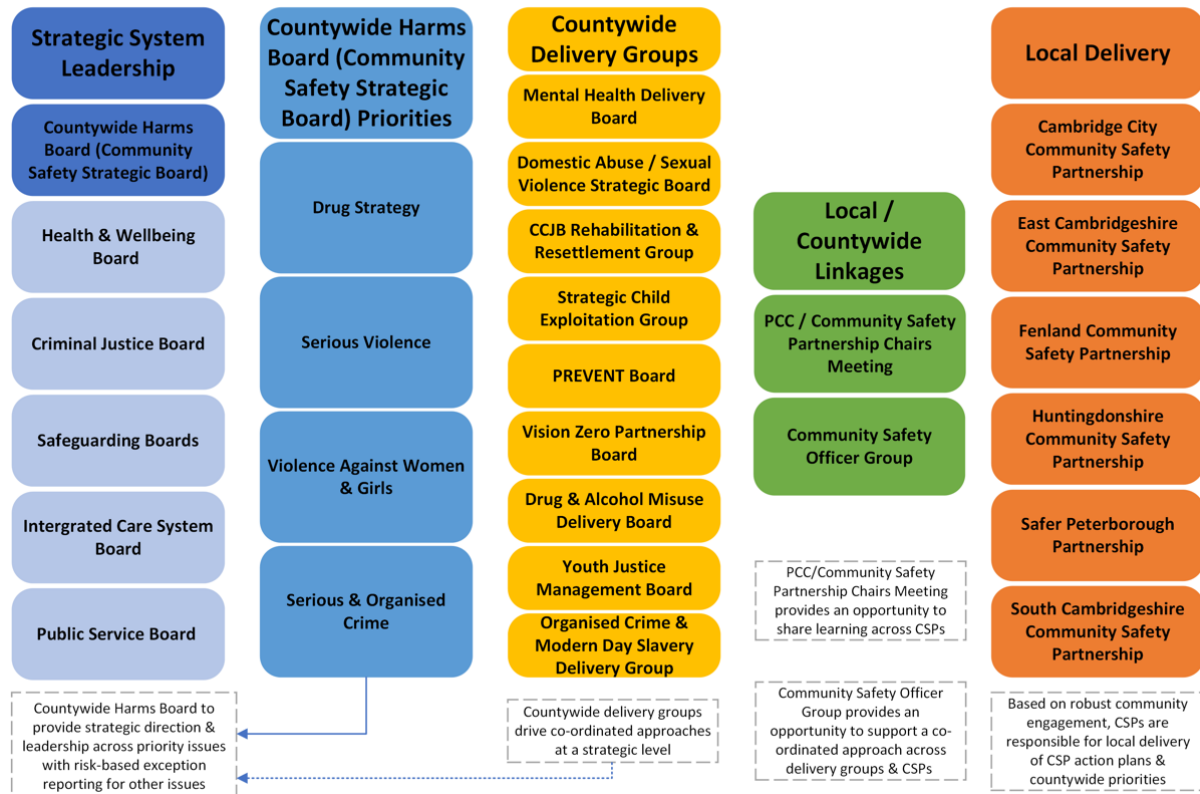 Strategic System
Leadership
Countywide Harms
Board (Community
Safety Strategic Board)
Health & Wellbeing
Board
Criminal Justice Board
Safeguarding Boards
Intergrated Care System
Board
Public Service Board
Countywide Harms Board to
provide strategic direction &
leadership across priority issues
with risk-based exception
reporting for other issues
Countywide Harms
Board (Community
Safety Strategic
Board) Priorities
Drug Strategy
Serious Violence
Violence Against Women
& Girls
Serious & Organised
Crime
Countywide
Delivery Groups
Mental Health Delivery
Board
Domestic Abuse / Sexual
Violence Strategic Board
CCJB Rehabilitation &
Resettlement Group
Strategic Child
Exploitation Group
PREVENT Board
Vision Zero Partnership
Board
Drug & Alcohol Misuse
Delivery Board
Youth Justice
Management Board
Organised Crime &
Modern Day Slavery
Delivery Group
Countywide delivery groups
drive co-ordinated approaches
at a strategic level
Local /
Countywide
Linkages
PCC / Community Safety
Partnership Chairs
Meeting
Community Safety
Officer Group
PCC/Community Safety
Partnership Chairs Meeting
provides an opportunity to
share learning across CSPs
Community Safety Officer
Group provides an
opportunity to support a co-
ordinated approach across
delivery groups & CSPs
Local Delivery
Cambridge City
Community Safety
Partnership
East Cambridgeshire
Community Safety
Partnership
Fenland Community
Safety Partnership
Huntingdonshire
Community Safety
Partnership
Safer Peterborough
Partnership
South Cambridgeshire
Community Safety
Partnership
Based on robust community
engagement, CSPs are
responsible for local delivery
of CSP action plans &
countywide priorities